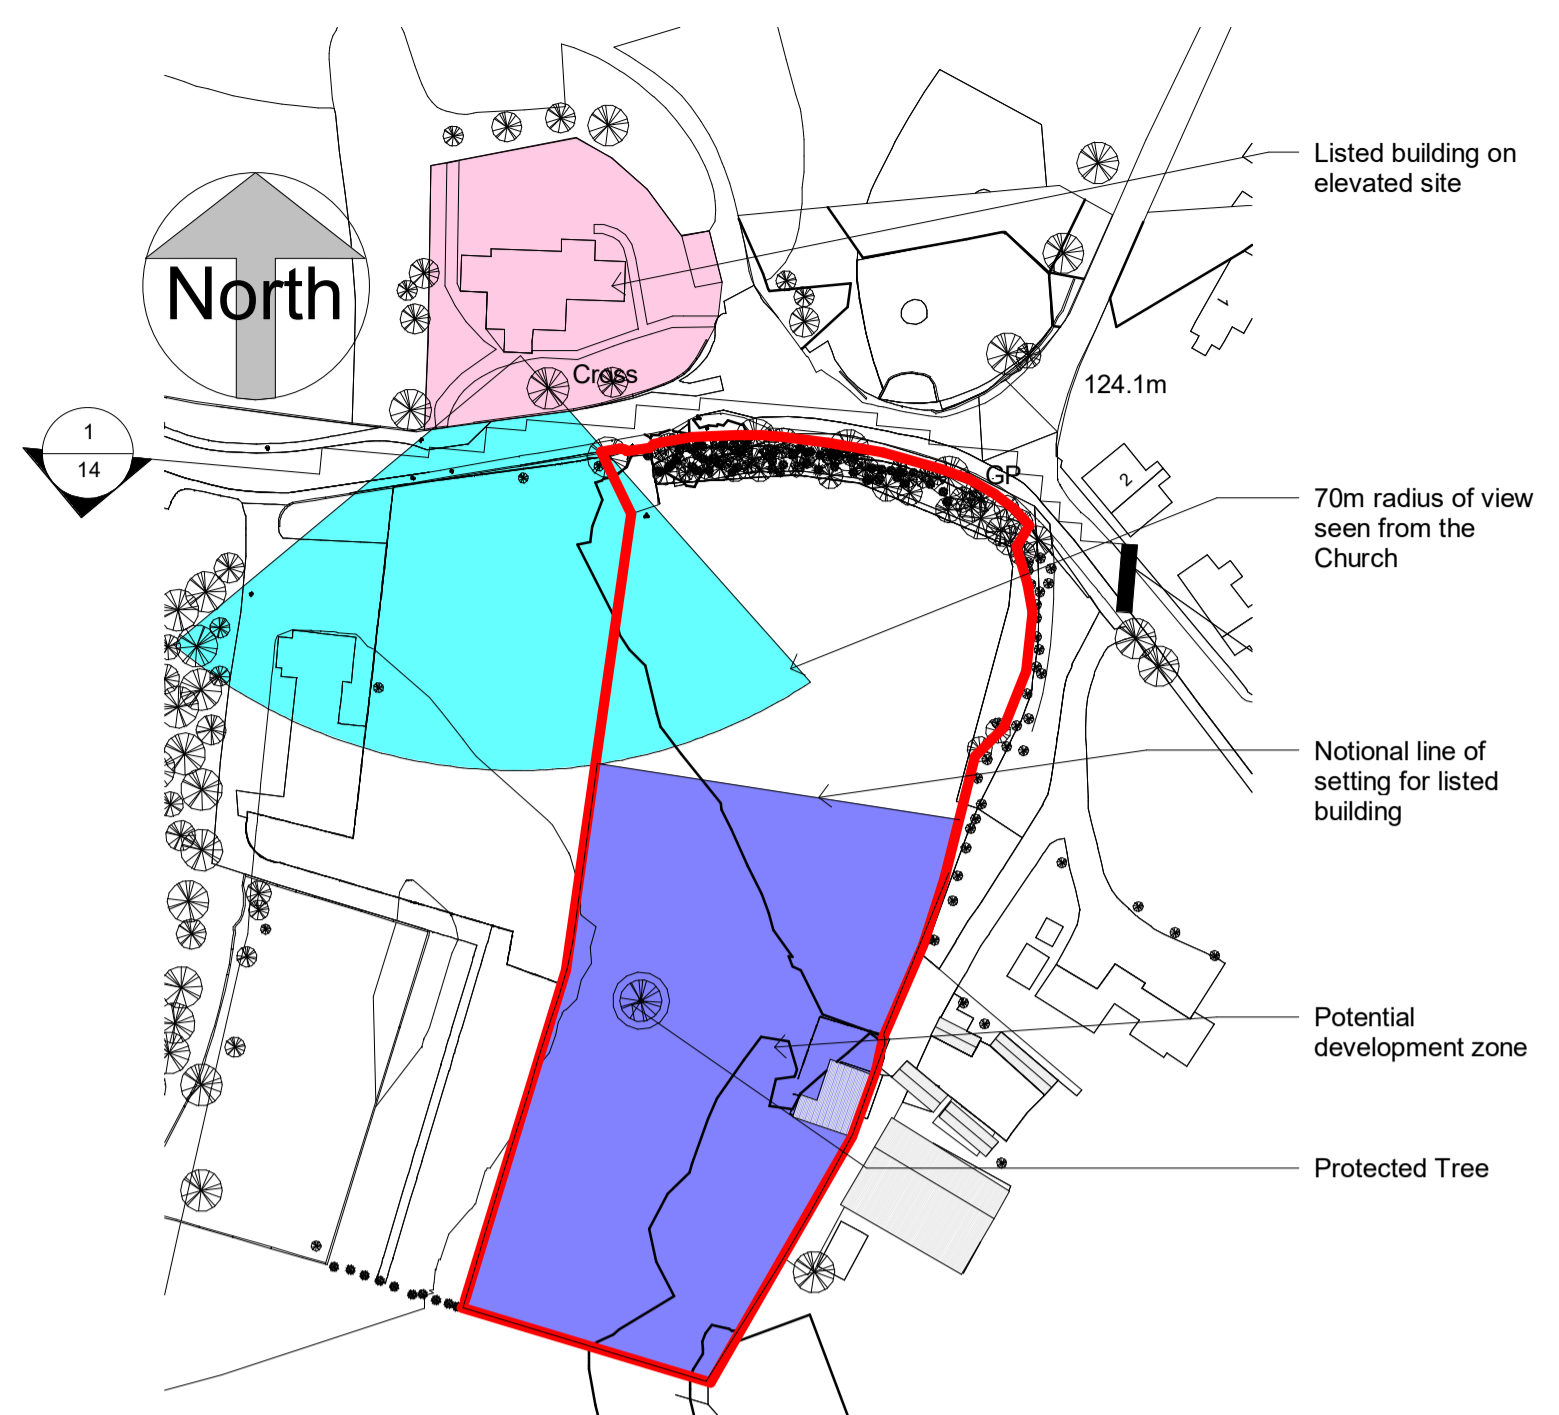 Listed building on
elevated site
North
Cross
124.1m
1
14
GP
2
1
70m radius of view
seen from the
Church
Notional line of
setting for listed
building
Potential
development zone
Protected Tree